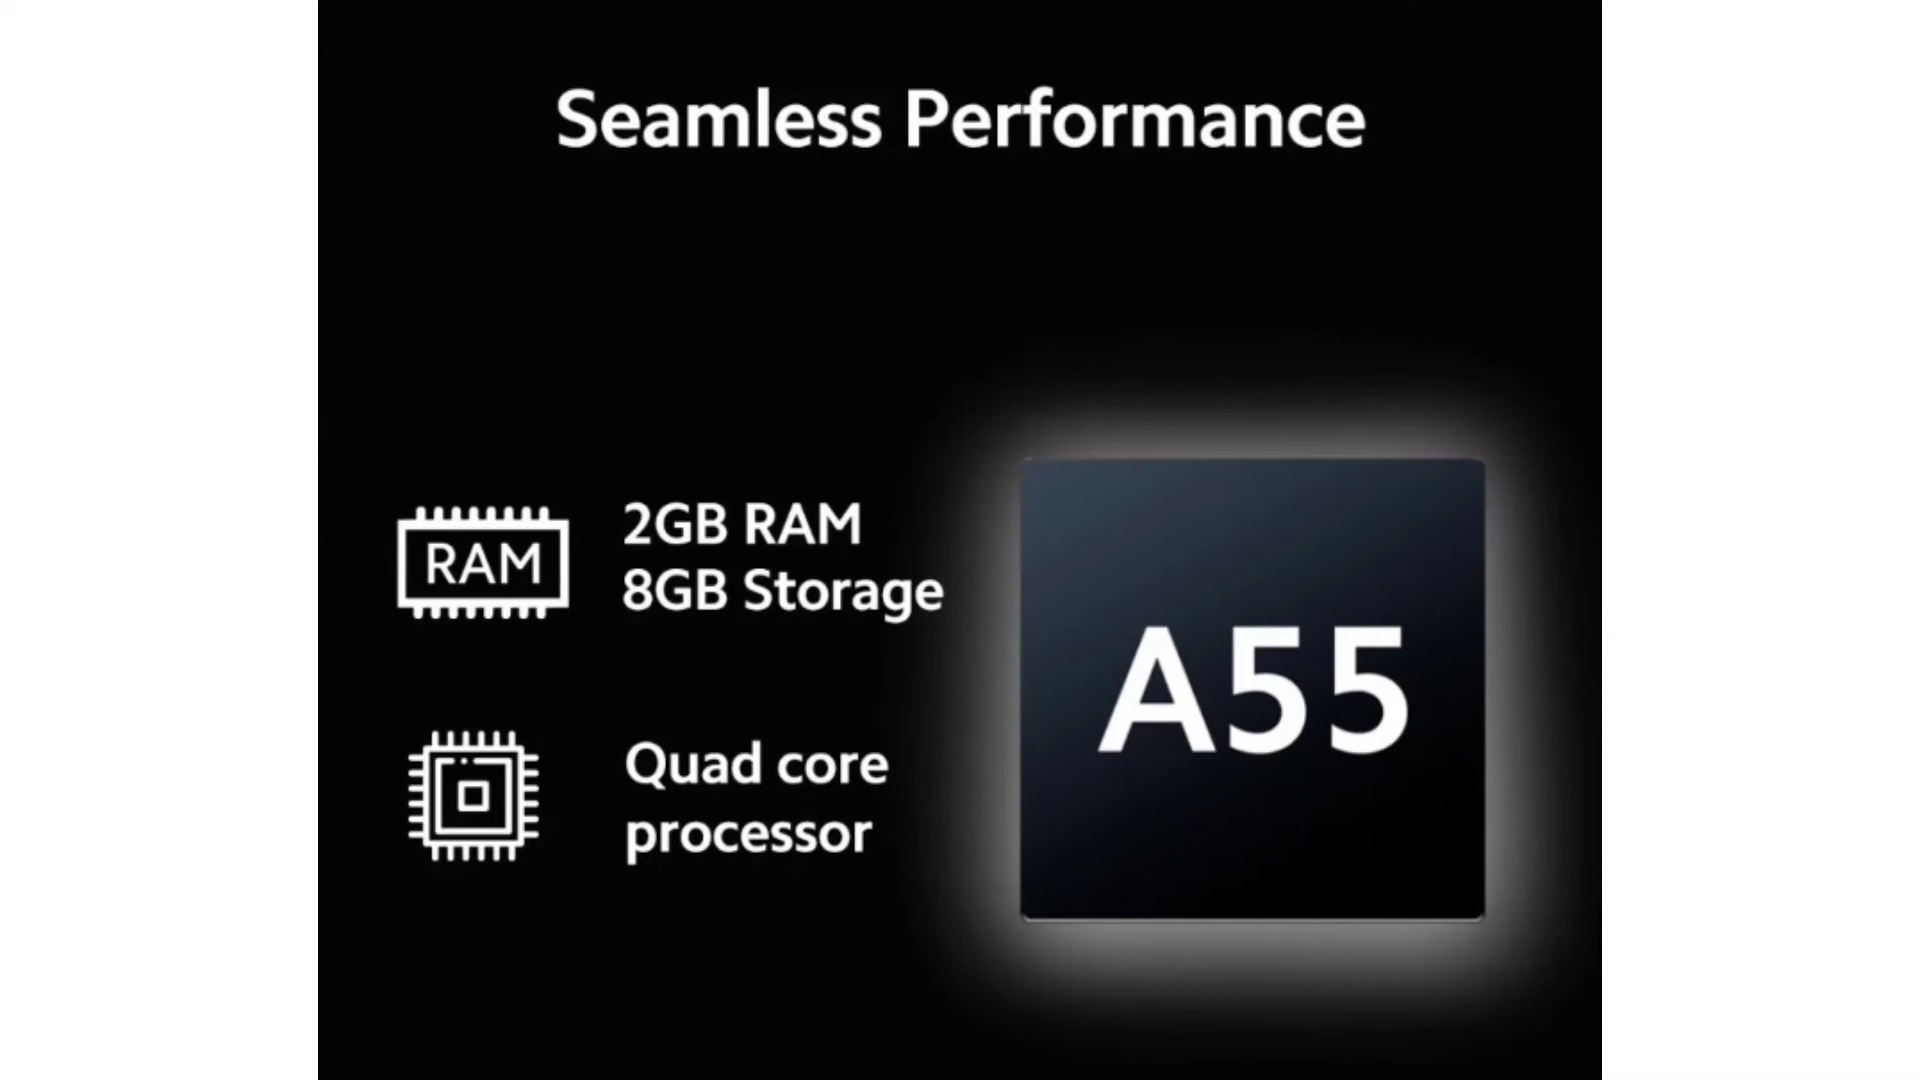 Seamless Performance
RAM
2GB RAM
8GB Storage
Quad core
processor
A55